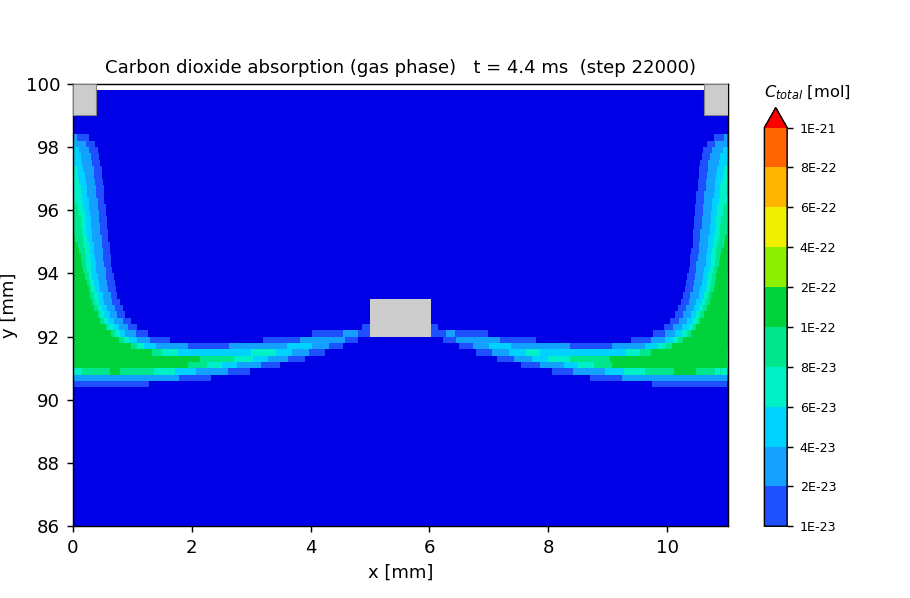 Carbon dioxide absorption (gas phase)   t = 4.4 ms  (step 22000)
C_total [mol]
100
98
96
94
92
90
88
86
y [mm]
0 2 4 6 8 10
x [mm]
1E-21
8E-22
6E-22
4E-22
2E-22
1E-22
8E-23
6E-23
4E-23
2E-23
1E-23